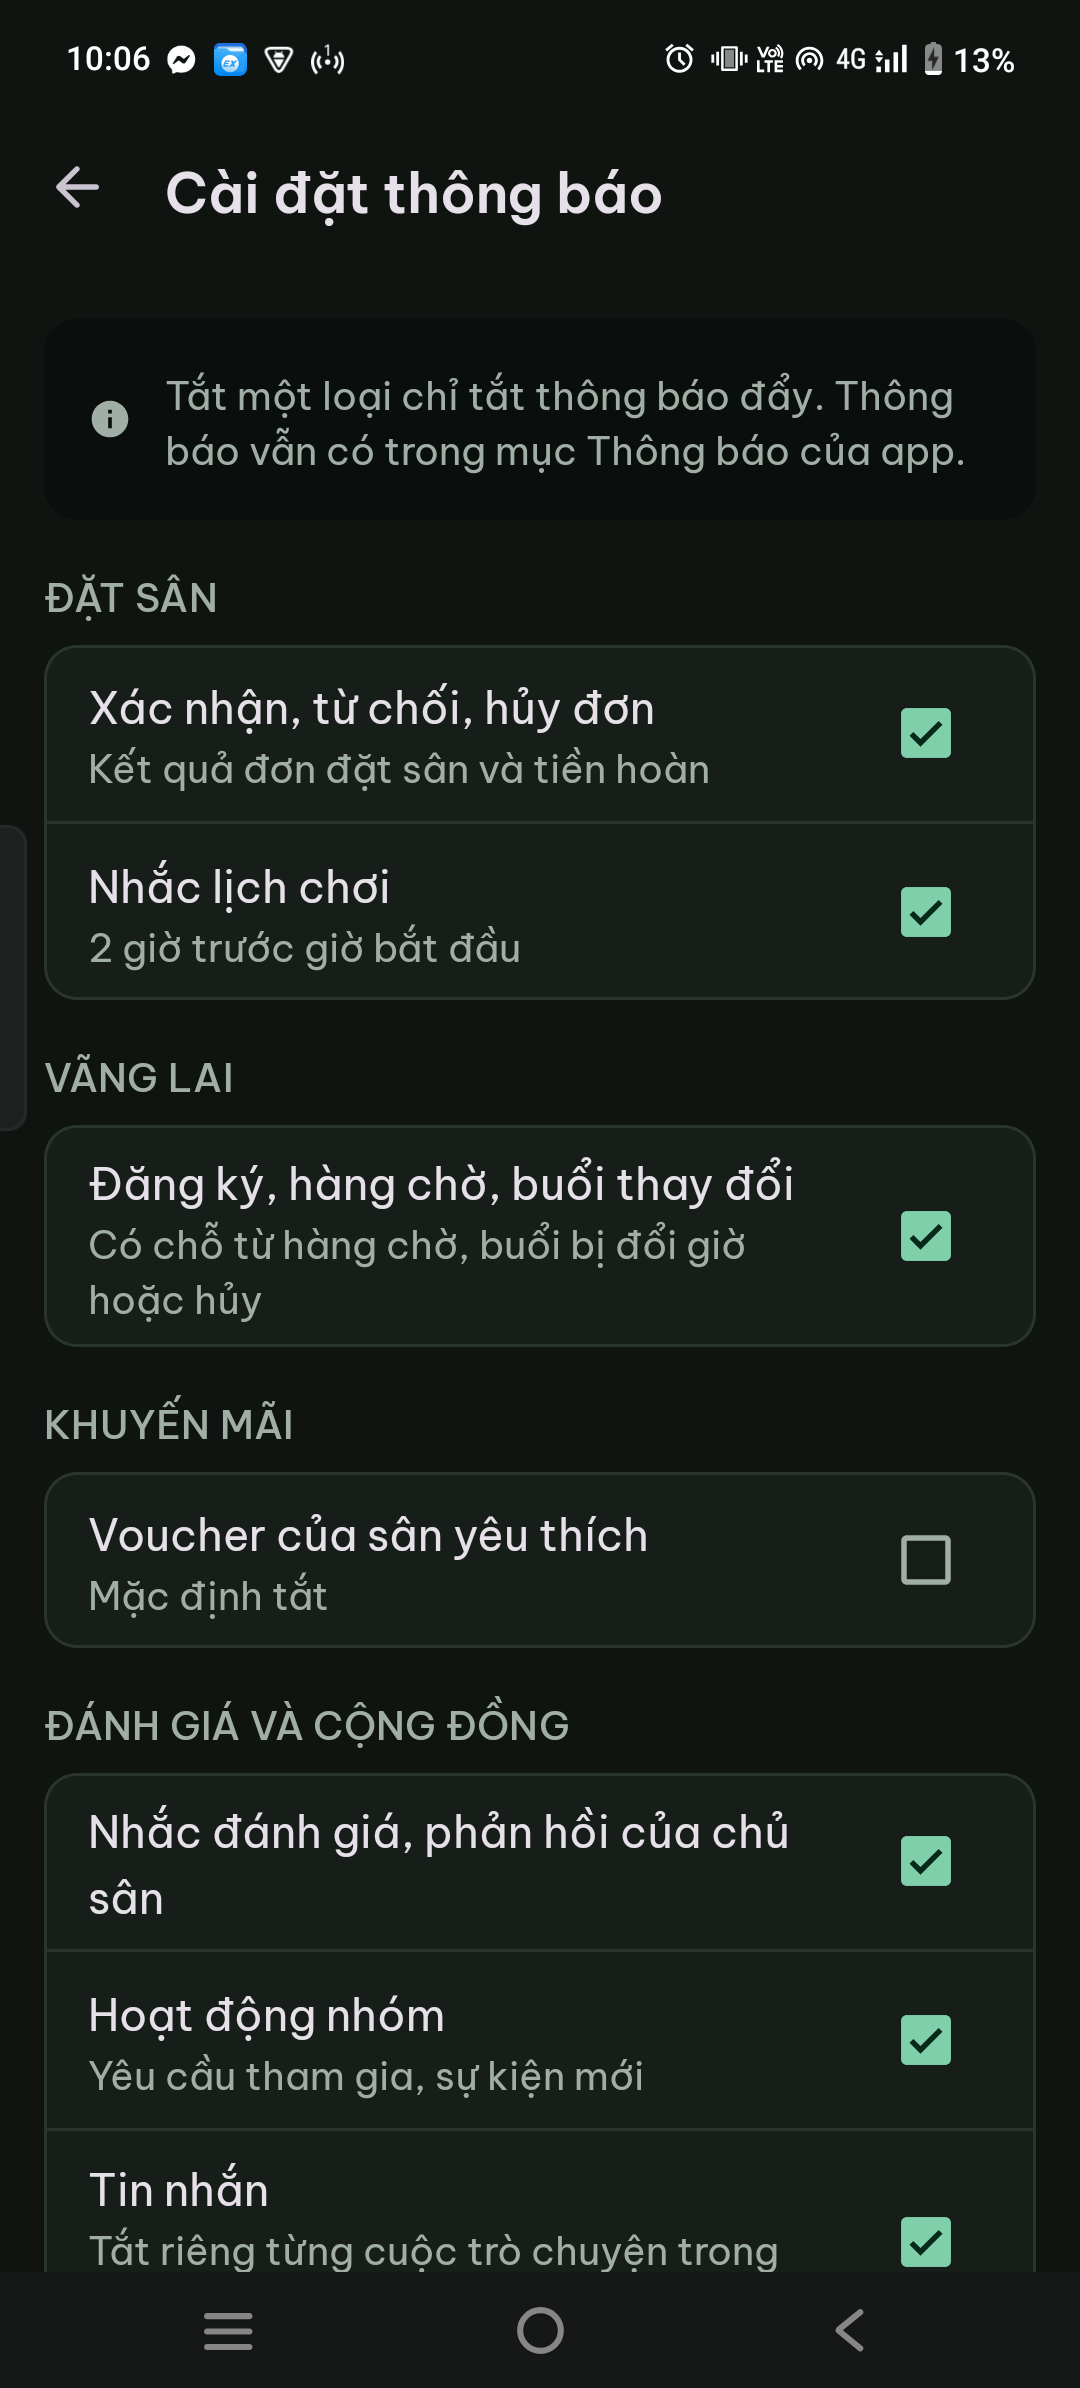 10:06
1
VoLTE 4G 13%
Cài đặt thông báo
Tắt một loại chỉ tắt thông báo đẩy. Thông
báo vẫn có trong mục Thông báo của app.
ĐẶT SÂN
Xác nhận, từ chối, hủy đơn
Kết quả đơn đặt sân và tiền hoàn
Nhắc lịch chơi
2 giờ trước giờ bắt đầu
VÃNG LAI
Đăng ký, hàng chờ, buổi thay đổi
Có chỗ từ hàng chờ, buổi bị đổi giờ
hoặc hủy
KHUYẾN MÃI
Voucher của sân yêu thích
Mặc định tắt
ĐÁNH GIÁ VÀ CỘNG ĐỒNG
Nhắc đánh giá, phản hồi của chủ
sân
Hoạt động nhóm
Yêu cầu tham gia, sự kiện mới
Tin nhắn
Tắt riêng từng cuộc trò chuyện trong